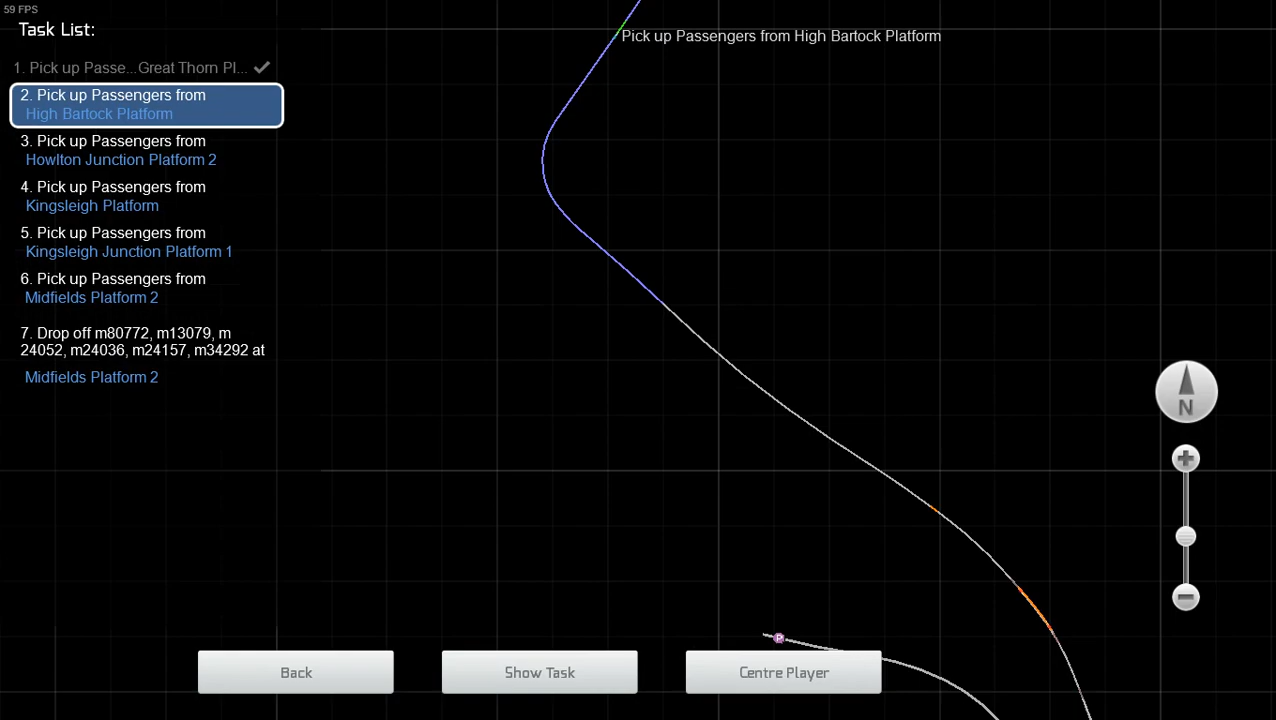 59 FPS
Task List:
Pick up Passengers from High Bartock Platform
1. Pick up Passe...Great Thorn Pl...
2. Pick up Passengers from
High Bartock Platform
3. Pick up Passengers from
Howlton Junction Platform 2
4. Pick up Passengers from
Kingsleigh Platform
5. Pick up Passengers from
Kingsleigh Junction Platform 1
6. Pick up Passengers from
Midfields Platform 2
7. Drop off m80772, m13079, m
24052, m24036, m24157, m34292 at
Midfields Platform 2
N
P
Back
Show Task
Centre Player